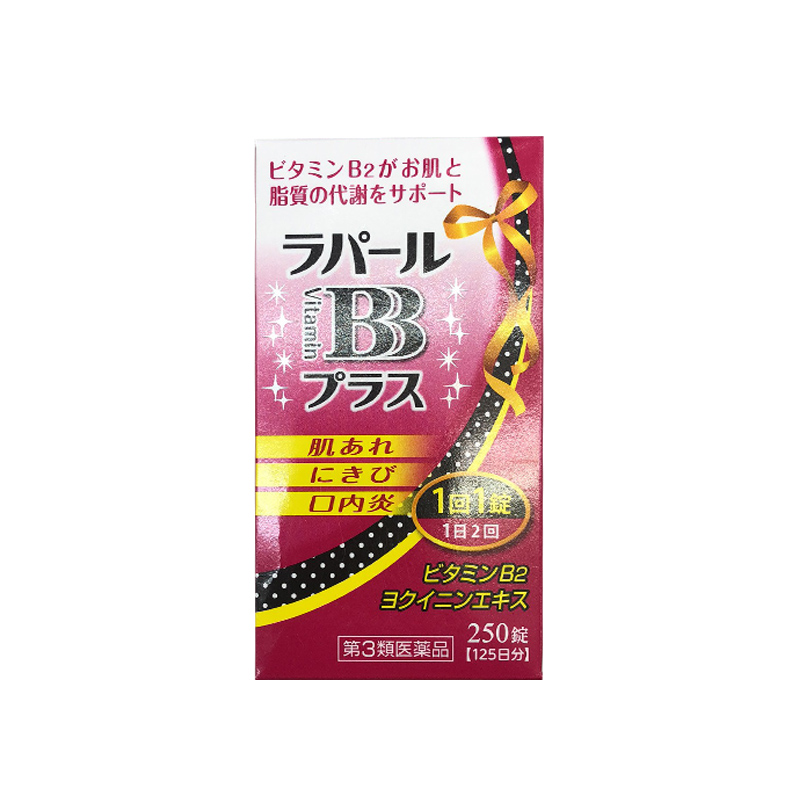 ビタミンB2がお肌と
脂質の代謝をサポート
ラパール
Vitamin
BB
プラス
肌あれ
にきび
口内炎
1回1錠
1日2回
ビタミンB2
ヨクイニンエキス
250錠
第3類医薬品
【125日分】